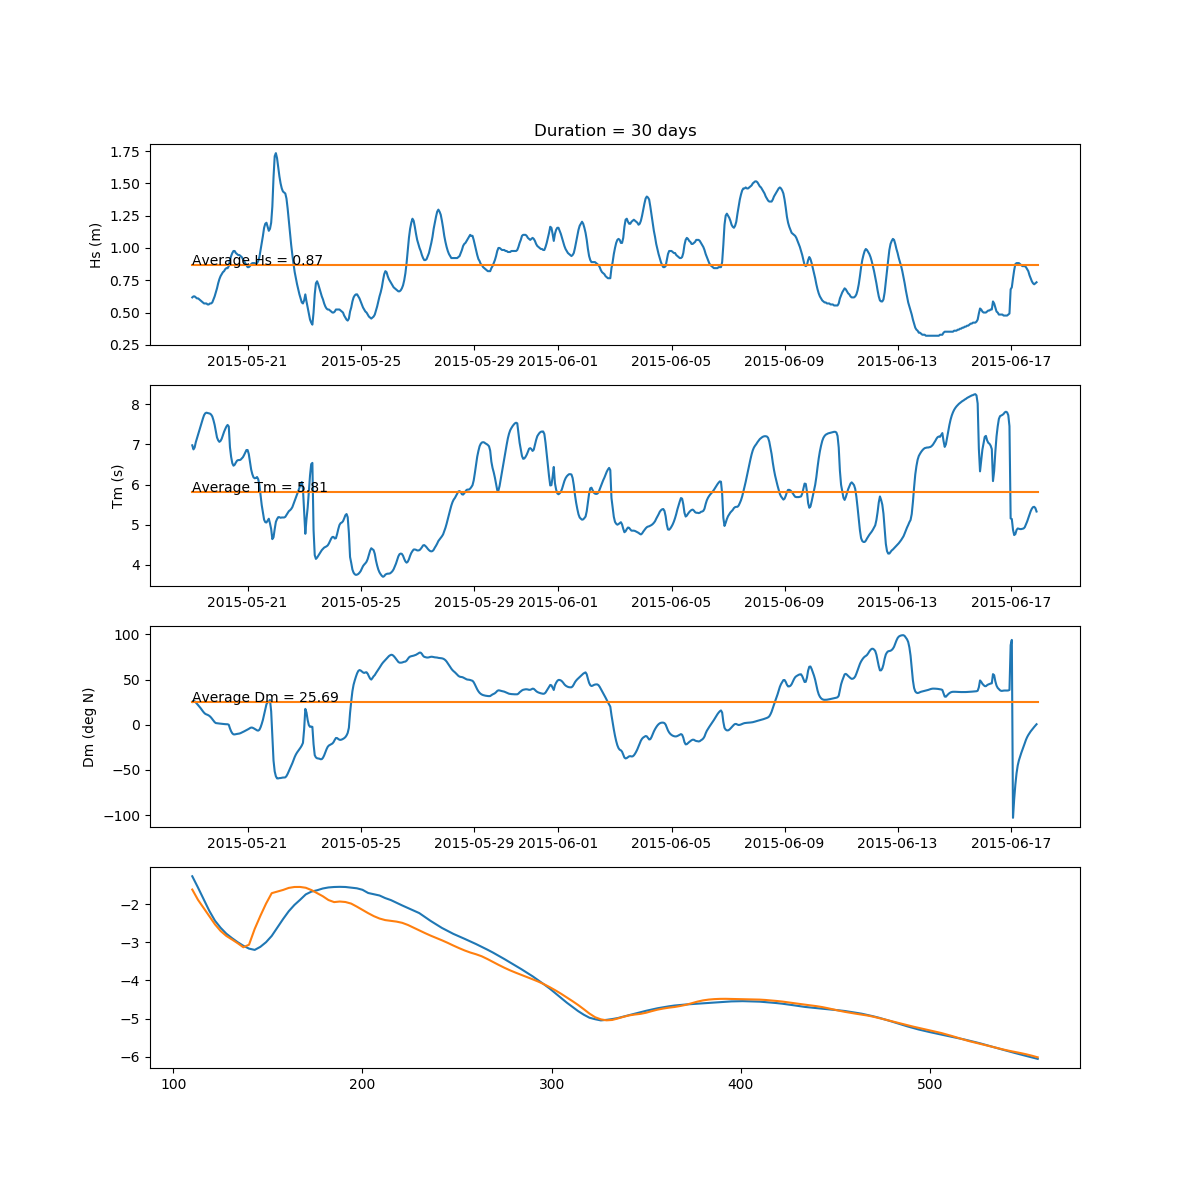 Duration = 30 days
1.75
1.50
1.25
1.00
0.75
0.50
0.25
Hs (m)
Average Hs = 0.87
2015-05-21 2015-05-25 2015-05-29 2015-06-01 2015-06-05 2015-06-09 2015-06-13 2015-06-17
8
7
6
5
4
Tm (s)
Average Tm = 5.81
2015-05-21 2015-05-25 2015-05-29 2015-06-01 2015-06-05 2015-06-09 2015-06-13 2015-06-17
100
50
0
−50
−100
Dm (deg N)
Average Dm = 25.69
2015-05-21 2015-05-25 2015-05-29 2015-06-01 2015-06-05 2015-06-09 2015-06-13 2015-06-17
−2
−3
−4
−5
−6
100 200 300 400 500